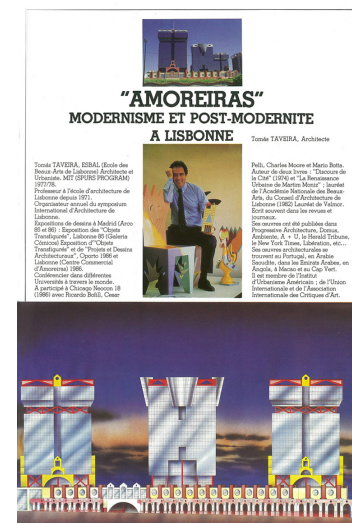 "AMOREIRAS"
MODERNISME ET POST-MODERNITE
A LISBONNE
Tomás TAVEIRA, Architecte
Tomás TAVEIRA, ESBAL (École des
Beaux-Arts de Lisbonne) Architecte et
Urbaniste. MIT (SPURS PROGRAM)
1977/78.
Professeur à l'école d'architecture de
Lisbonne depuis 1971.
Organisateur annuel du symposium
International d'Architecture de
Lisbonne.
Expositions de dessins à Madrid (Arco
85 et 86) ; Exposition des "Objets
Transfigurés", Lisbonne 85 (Galeria
Cómicos) Exposition d'"Objets
Transfigurés" et de "Projets et Dessins
Architecturaux", Oporto 1986 et
Lisbonne (Centre Commercial
d'Amoreiras) 1986.
Conférencier dans différentes
Universités à travers le monde.
A participé à Chicago Neocon 18
(1986) avec Ricardo Bofill, Cesar
Pelli, Charles Moore et Mario Botta.
Auteur de deux livres : "Discours de
la Cité" (1974) et "La Renaissance
Urbaine de Martim Moniz" ; lauréat
de l'Académie Nationale des Beaux-
Arts, du Conseil d'Architecture de
Lisbonne (1982) Lauréat de Valmor.
Écrit souvent dans les revues et
journaux.
Ses œuvres ont été publiées dans
Progressive Architecture, Domus,
Ambiente, A + U, le Herald Tribune,
le New York Times, Libération, etc...
Ses œuvres architecturales se
trouvent au Portugal, en Arabie
Saoudite, dans les Emirats Arabes, en
Angola, à Macao et au Cap Vert.
Il est membre de l'Institut
d'Urbanisme Américain ; de l'Union
Internationale et de l'Association
Internationale des Critiques d'Art.